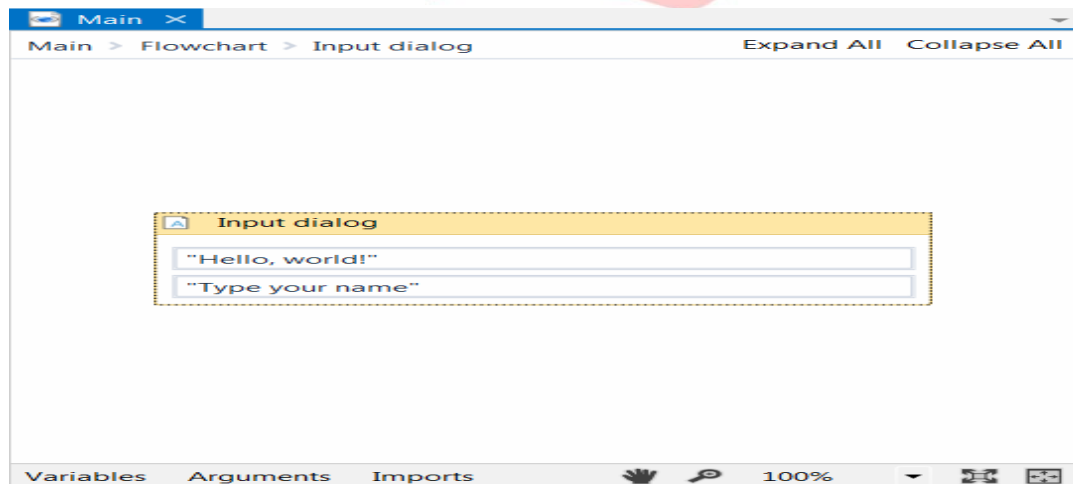 Main
Main > Flowchart > Input dialog Expand All Collapse All
Input dialog
"Hello, world!"
"Type your name"
Variables Arguments Imports 100%